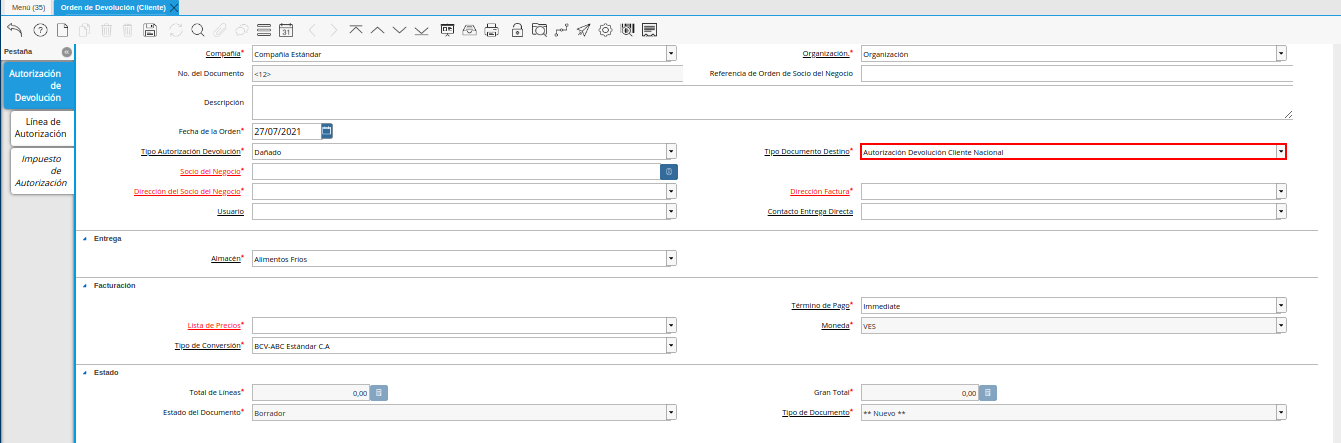 Menú (35) Orden de Devolución (Cliente)
31
Pestaña
Autorización
de
Devolución
Línea de
Autorización
Impuesto
de
Autorización
Compañía* Compañía Estándar Organización.* Organización
No. del Documento <12> Referencia de Orden de Socio del Negocio
Descripción
Fecha de la Orden* 27/07/2021
Tipo Autorización Devolución* Dañado Tipo Documento Destino* Autorización Devolución Cliente Nacional
Socio del Negocio*
Dirección del Socio del Negocio* Dirección Factura*
Usuario Contacto Entrega Directa
Entrega
Almacén* Alimentos Fríos
Facturación
Término de Pago* Immediate
Lista de Precios* Moneda* VES
Tipo de Conversión* BCV-ABC Estándar C.A
Estado
Total de Líneas* 0,00 Gran Total* 0,00
Estado del Documento* Borrador Tipo de Documento* ** Nuevo **